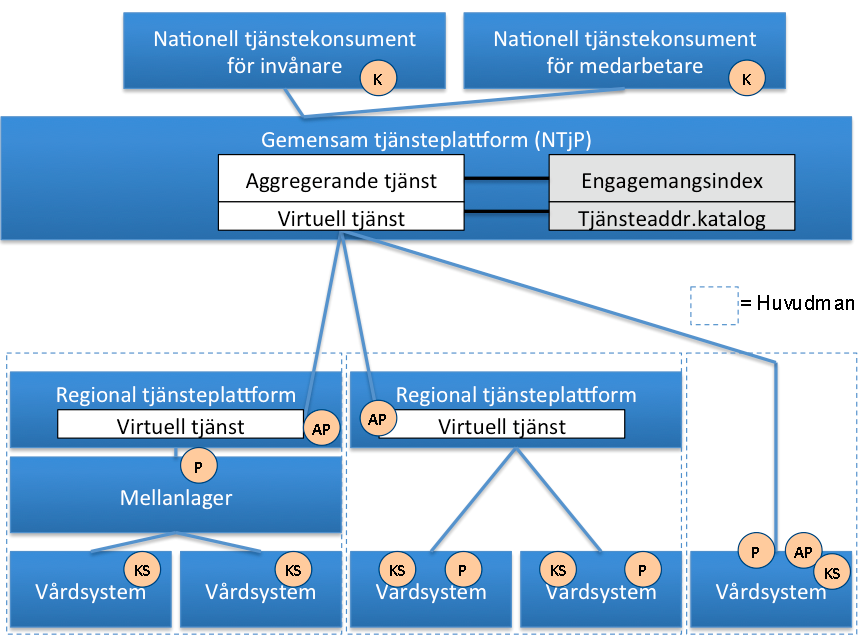 Nationell tjänstekonsument
för invånare
K
Nationell tjänstekonsument
för medarbetare
K
Gemensam tjänsteplattform (NTjP)
Aggregerande tjänst
Engagemangsindex
Virtuell tjänst
Tjänsteaddr.katalog
= Huvudman
Regional tjänsteplattform
Virtuell tjänst
AP
P
Mellanlager
KS
Vårdsystem
KS
Vårdsystem
Regional tjänsteplattform
AP
Virtuell tjänst
KS
P
Vårdsystem
KS
P
Vårdsystem
P
AP
KS
Vårdsystem